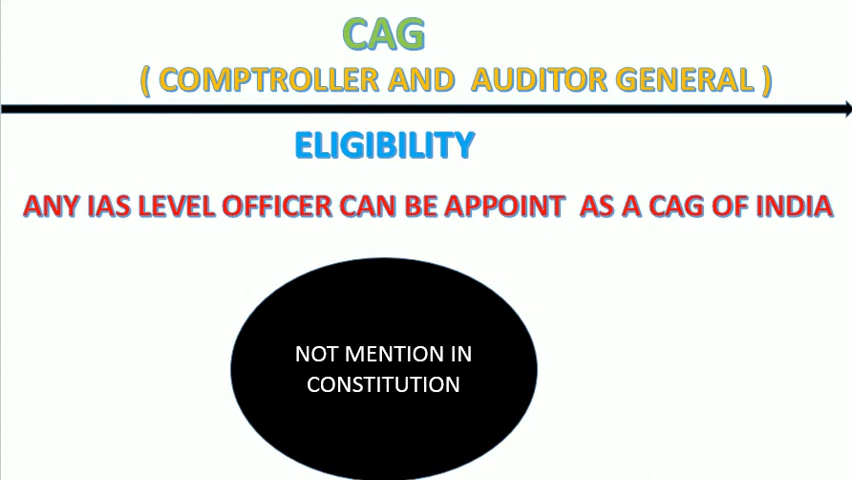 CAG
( COMPTROLLER AND AUDITOR GENERAL )
ELIGIBILITY
ANY IAS LEVEL OFFICER CAN BE APPOINT AS A CAG OF INDIA
NOT MENTION IN
CONSTITUTION